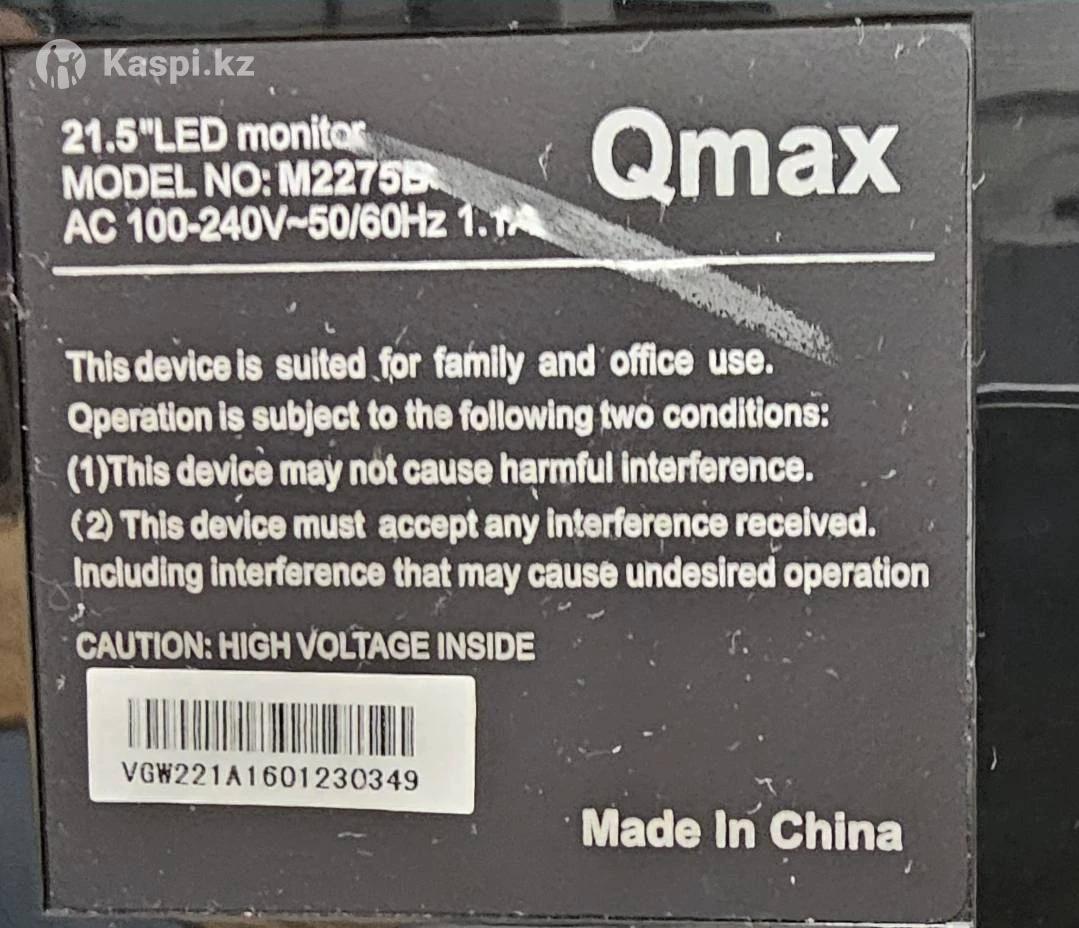 Kaspi.kz
21.5"LED monitor
Qmax
MODEL NO: M2275B
AC 100-240V~50/60Hz 1.1A
This device is suited for family and office use.
Operation is subject to the following two conditions:
(1)This device may not cause harmful interference.
(2) This device must accept any interference received.
Including interference that may cause undesired operation
CAUTION: HIGH VOLTAGE INSIDE
VGW221A1601230349
Made In China